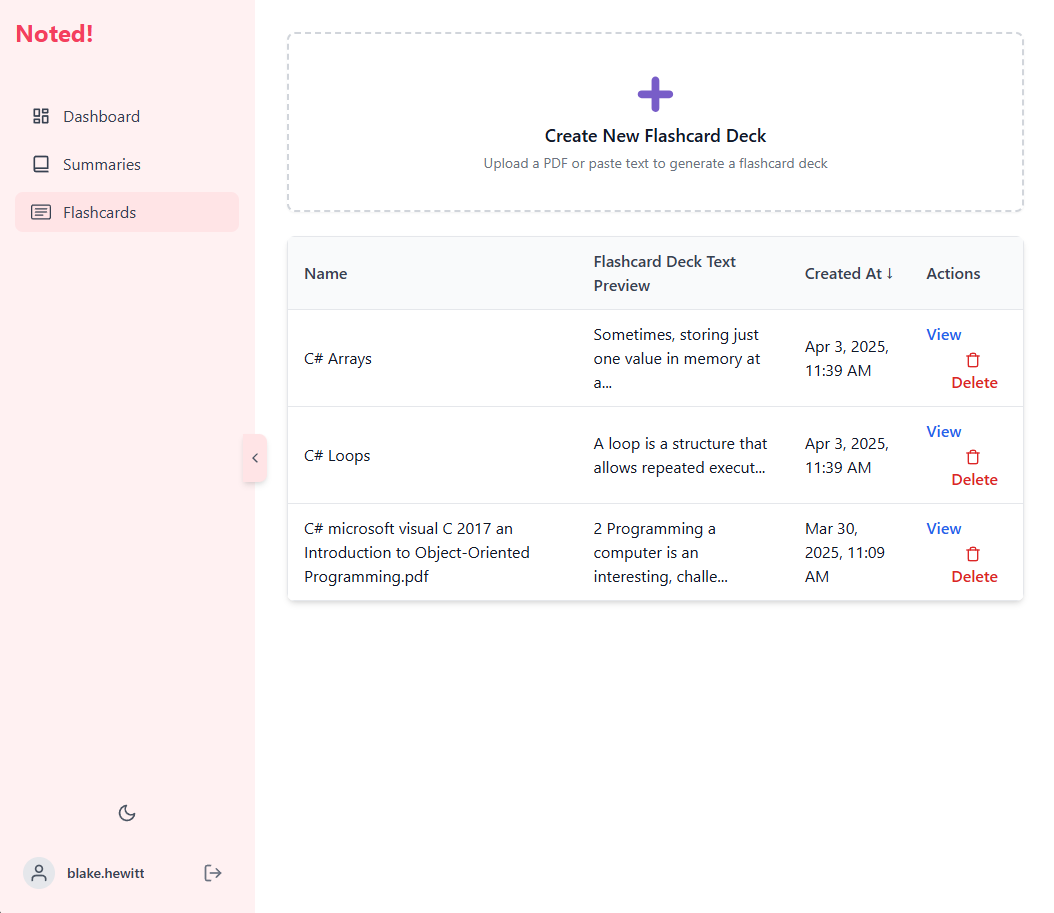 Noted!
Dashboard
Summaries
Flashcards
blake.hewitt
Create New Flashcard Deck
Upload a PDF or paste text to generate a flashcard deck
Name
Flashcard Deck Text
Preview
Created At ↓
Actions
C# Arrays
Sometimes, storing just
one value in memory at
a...
Apr 3, 2025,
11:39 AM
View
Delete
C# Loops
A loop is a structure that
allows repeated execut...
Apr 3, 2025,
11:39 AM
View
Delete
C# microsoft visual C 2017 an
Introduction to Object-Oriented
Programming.pdf
2 Programming a
computer is an
interesting, challe...
Mar 30,
2025, 11:09
AM
View
Delete